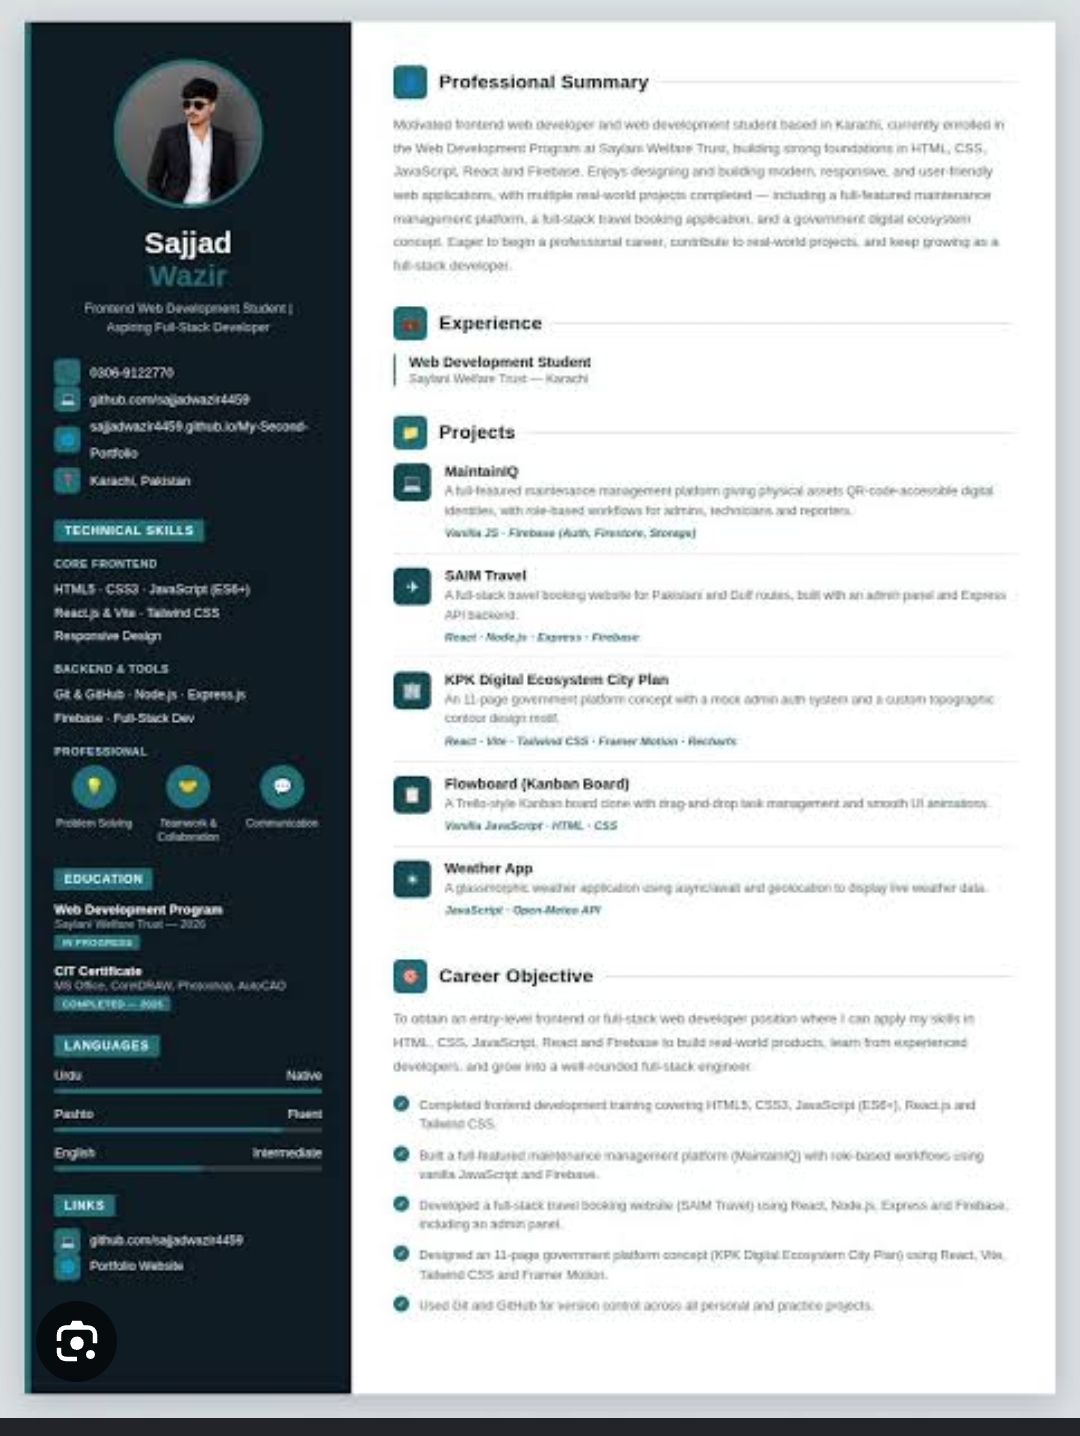 Sajjad
Wazir
Frontend Web Development Student |
Aspiring Full-Stack Developer
0306-9122770
github.com/sajjadwazir4459
sajjadwazir4459.github.io/My-Second-
Portfolio
Karachi, Pakistan
TECHNICAL SKILLS
CORE FRONTEND
HTML5 · CSS3 · JavaScript (ES6+)
React.js & Vite · Tailwind CSS
Responsive Design
BACKEND & TOOLS
Git & GitHub · Node.js · Express.js
Firebase · Full-Stack Dev
PROFESSIONAL
Problem Solving
Teamwork &
Collaboration
Communication
EDUCATION
Web Development Program
Saylani Welfare Trust — 2026
IN PROGRESS
CIT Certificate
MS Office, CorelDRAW, Photoshop, AutoCAD
COMPLETED — 2025
LANGUAGES
Urdu Native
Pashto Fluent
English Intermediate
LINKS
github.com/sajjadwazir4459
Portfolio Website
Professional Summary
Motivated frontend web developer and web development student based in Karachi, currently enrolled in
the Web Development Program at Saylani Welfare Trust, building strong foundations in HTML, CSS,
JavaScript, React and Firebase. Enjoys designing and building modern, responsive, and user-friendly
web applications, with multiple real-world projects completed — including a full-featured maintenance
management platform, a full-stack travel booking application, and a government digital ecosystem
concept. Eager to begin a professional career, contribute to real-world projects, and keep growing as a
full-stack developer.
Experience
Web Development Student
Saylani Welfare Trust — Karachi
Projects
MaintainIQ
A full-featured maintenance management platform giving physical assets QR-code-accessible digital
identities, with role-based workflows for admins, technicians and reporters.
Vanilla JS · Firebase (Auth, Firestore, Storage)
SAIM Travel
A full-stack travel booking website for Pakistani and Gulf routes, built with an admin panel and Express
API backend.
React · Node.js · Express · Firebase
KPK Digital Ecosystem City Plan
An 11-page government platform concept with a mock admin auth system and a custom topographic
contour design motif.
React · Vite · Tailwind CSS · Framer Motion · Recharts
Flowboard (Kanban Board)
A Trello-style Kanban board clone with drag-and-drop task management and smooth UI animations.
Vanilla JavaScript · HTML · CSS
Weather App
A glassmorphic weather application using async/await and geolocation to display live weather data.
JavaScript · Open-Meteo API
Career Objective
To obtain an entry-level frontend or full-stack web developer position where I can apply my skills in
HTML, CSS, JavaScript, React and Firebase to build real-world products, learn from experienced
developers, and grow into a well-rounded full-stack engineer.
Completed frontend development training covering HTML5, CSS3, JavaScript (ES6+), React.js and
Tailwind CSS.
Built a full-featured maintenance management platform (MaintainIQ) with role-based workflows using
vanilla JavaScript and Firebase.
Developed a full-stack travel booking website (SAIM Travel) using React, Node.js, Express and Firebase,
including an admin panel.
Designed an 11-page government platform concept (KPK Digital Ecosystem City Plan) using React, Vite,
Tailwind CSS and Framer Motion.
Used Git and GitHub for version control across all personal and practice projects.